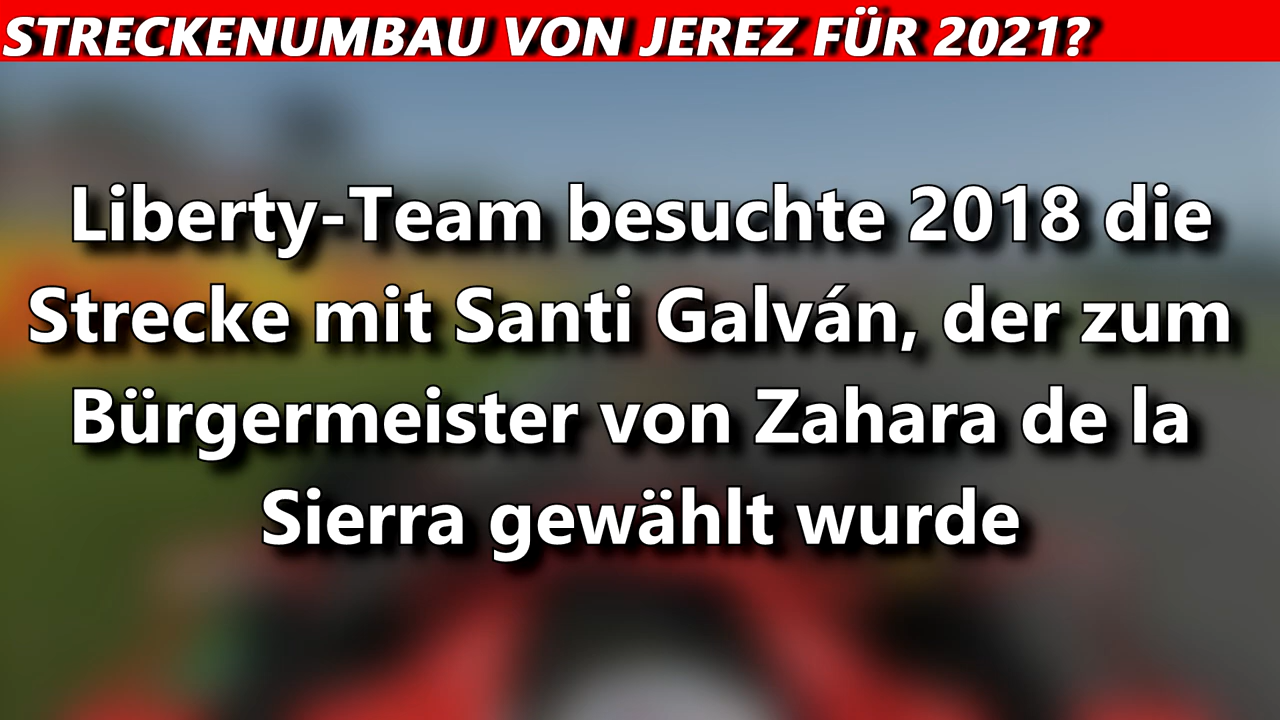 STRECKENUMBAU VON JEREZ FÜR 2021?
Liberty-Team besuchte 2018 die
Strecke mit Santi Galván, der zum
Bürgermeister von Zahara de la
Sierra gewählt wurde